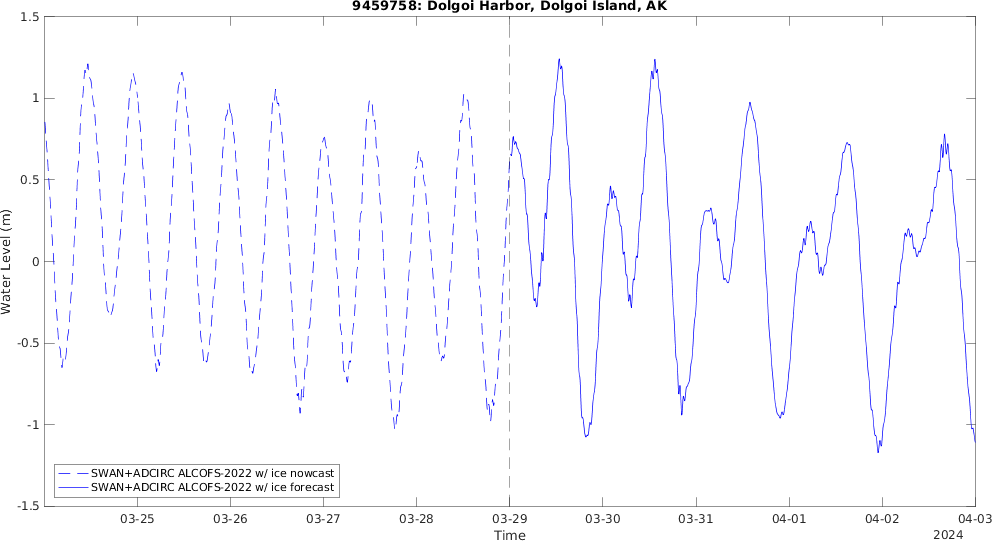 9459758: Dolgoi Harbor, Dolgoi Island, AK
1.5
1
0.5
0
-0.5
-1
-1.5
Water Level (m)
SWAN+ADCIRC ALCOFS-2022 w/ ice nowcast
SWAN+ADCIRC ALCOFS-2022 w/ ice forecast
03-25 03-26 03-27 03-28 03-29 03-30 03-31 04-01 04-02 04-03
Time
2024